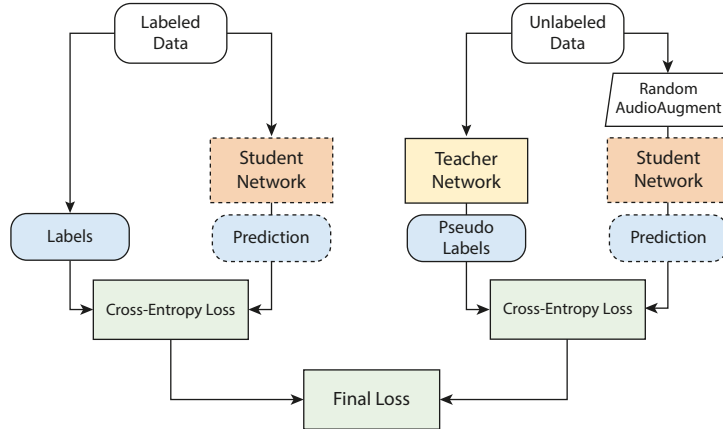 Labeled
Data
Unlabeled
Data
Random
AudioAugment
Student
Network
Teacher
Network
Student
Network
Labels
Prediction
Pseudo
Labels
Prediction
Cross-Entropy Loss
Cross-Entropy Loss
Final Loss